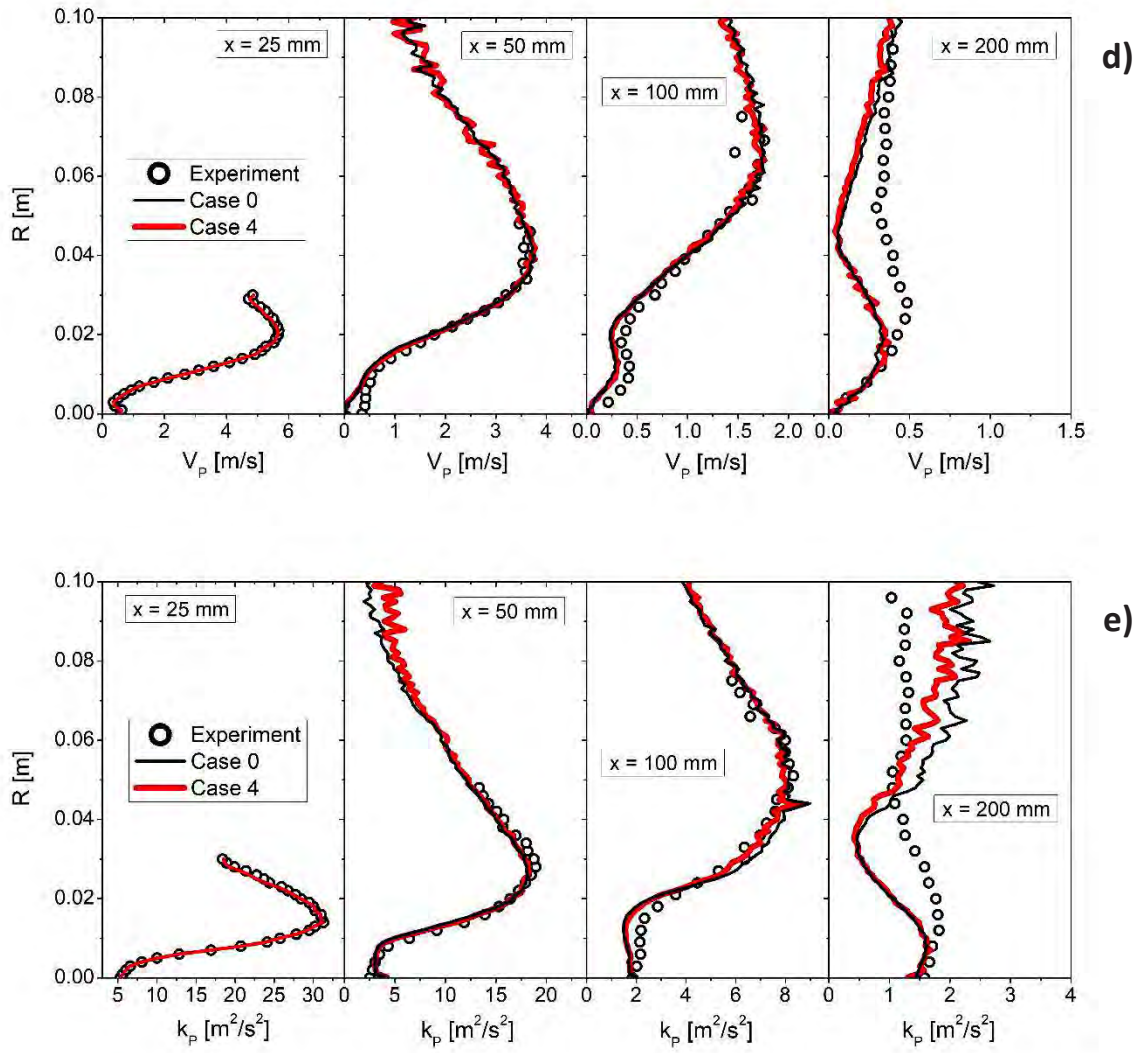 d)
0.10
0.08
0.06
0.04
0.02
0.00
R [m]
x = 25 mm
x = 50 mm
x = 100 mm
x = 200 mm
Experiment
Case 0
Case 4
0 2 4 6
0 1 2 3 4
0.0 0.5 1.0 1.5 2.0
0.0 0.5 1.0 1.5
V_P [m/s]
V_P [m/s]
V_P [m/s]
V_P [m/s]
e)
0.10
0.08
0.06
0.04
0.02
0.00
R [m]
x = 25 mm
x = 50 mm
x = 100 mm
x = 200 mm
Experiment
Case 0
Case 4
5 10 15 20 25 30
5 10 15 20
0 2 4 6 8
0 1 2 3 4
k_P [m²/s²]
k_P [m²/s²]
k_P [m²/s²]
k_P [m²/s²]